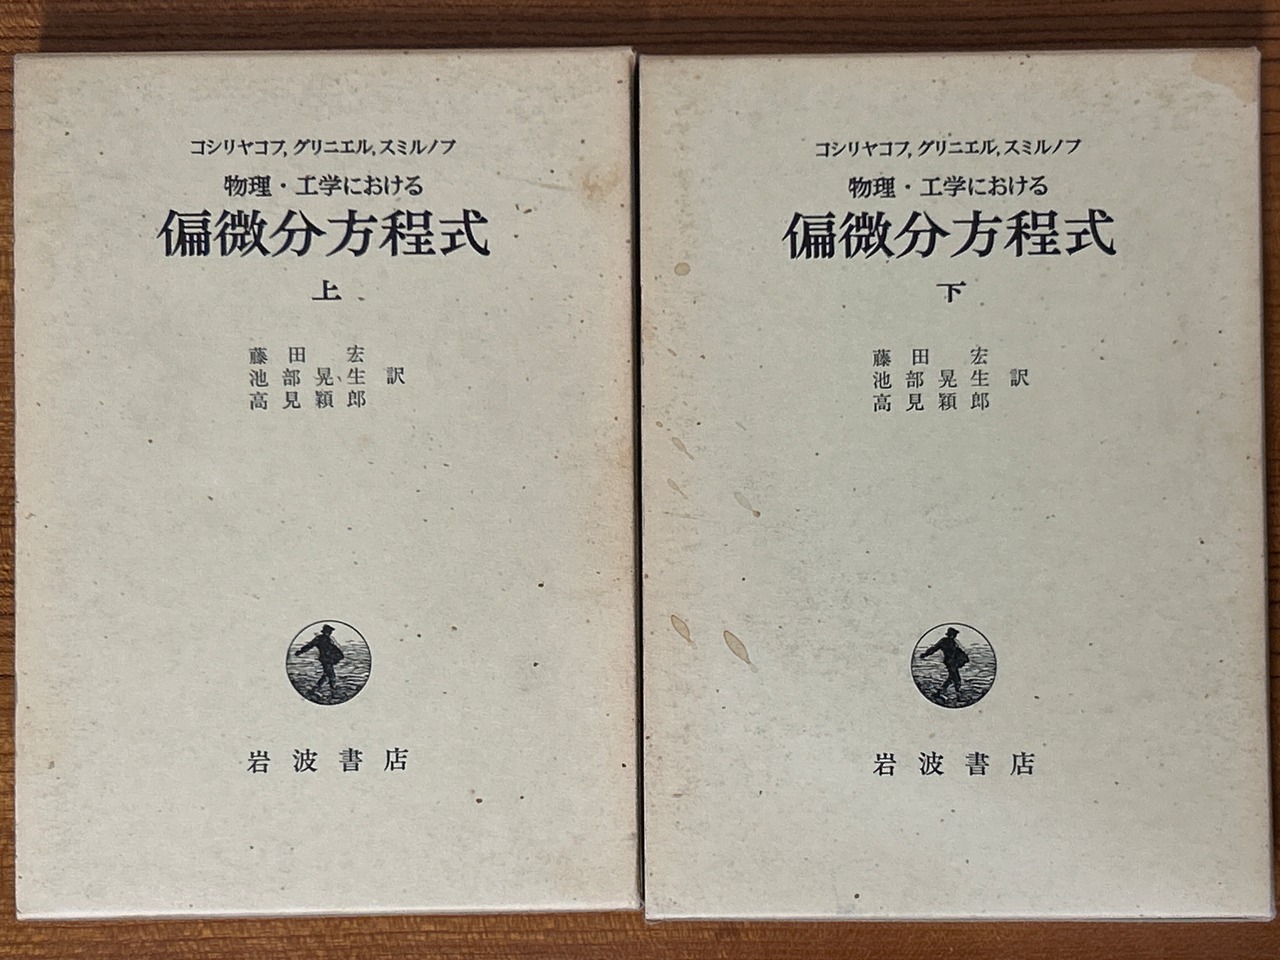 コシリヤコフ, グリニエル, スミルノフ
物理・工学における
偏微分方程式
上
藤田 宏
池部晃生 訳
高見穎郎
岩波書店
コシリヤコフ, グリニエル, スミルノフ
物理・工学における
偏微分方程式
下
藤田 宏
池部晃生 訳
高見穎郎
岩波書店